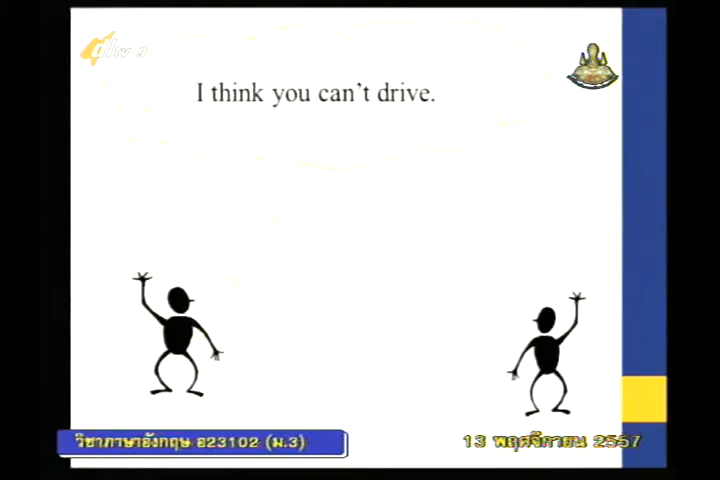 I think you can't drive.
วิชาภาษาอังกฤษ อ23102 (ม.3)
13 พฤศจิกายน 2557